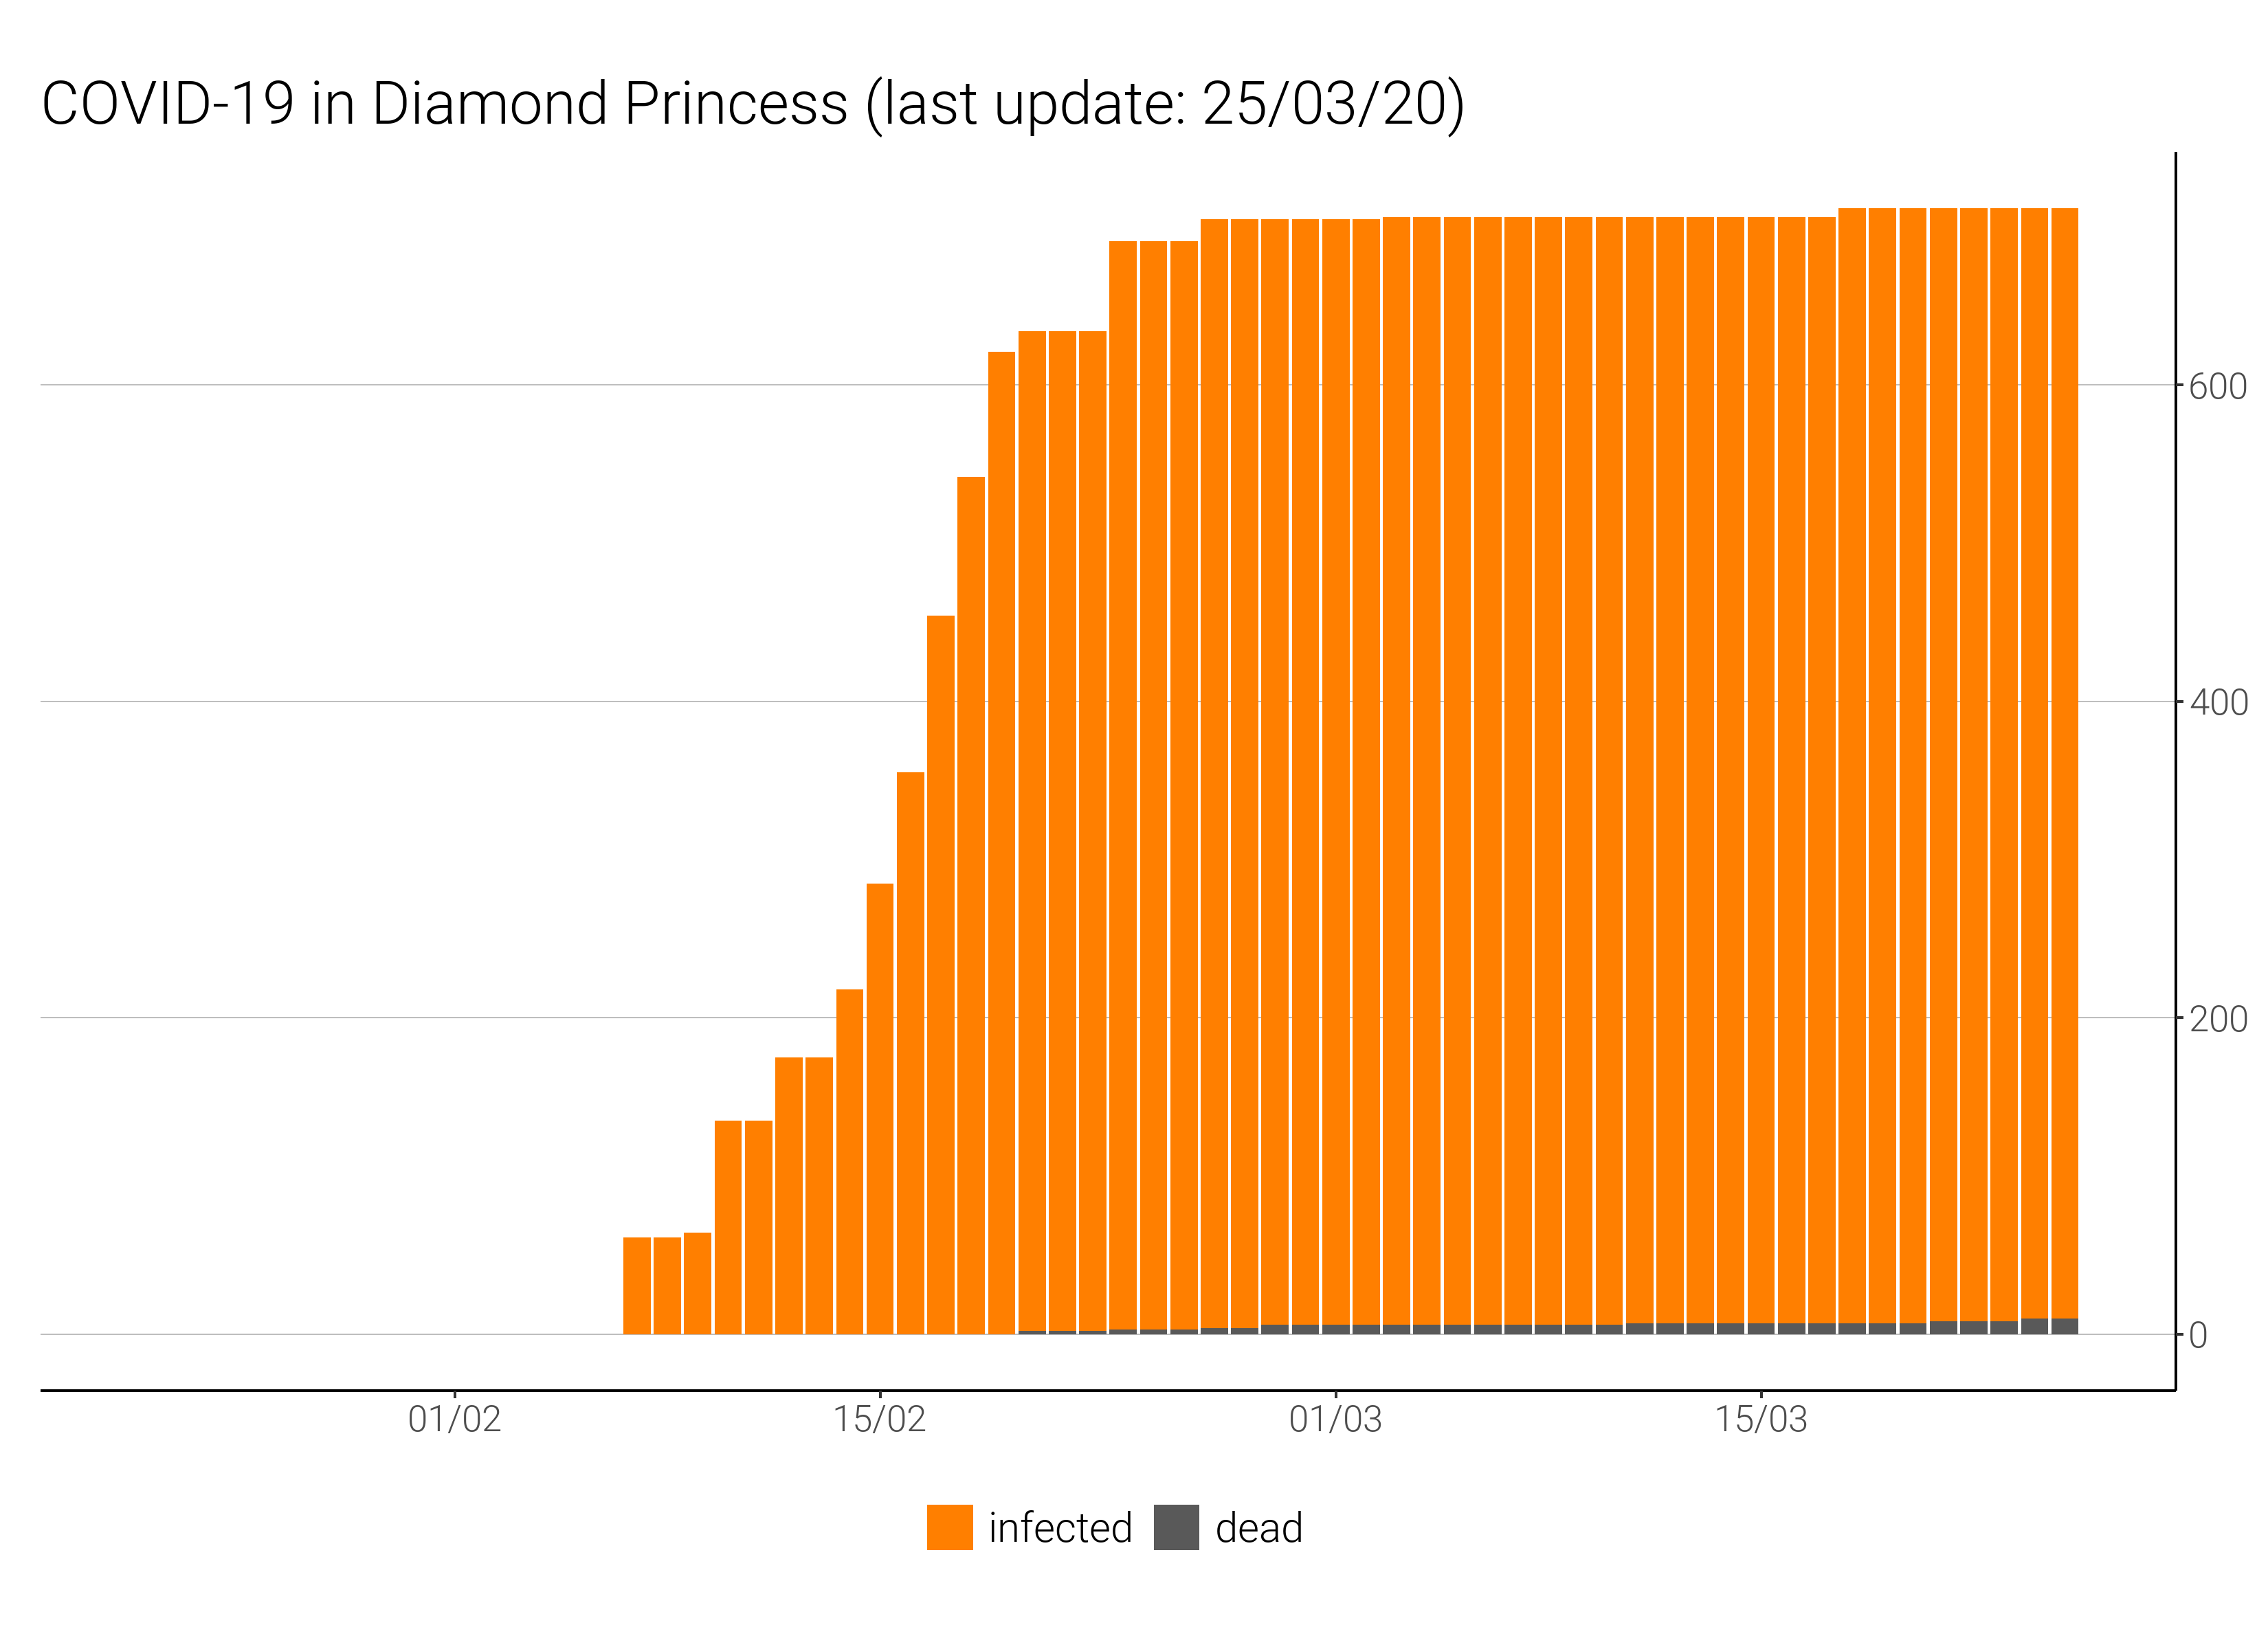 COVID-19 in Diamond Princess (last update: 25/03/20)
600
400
200
0
01/02 15/02 01/03 15/03
infected dead